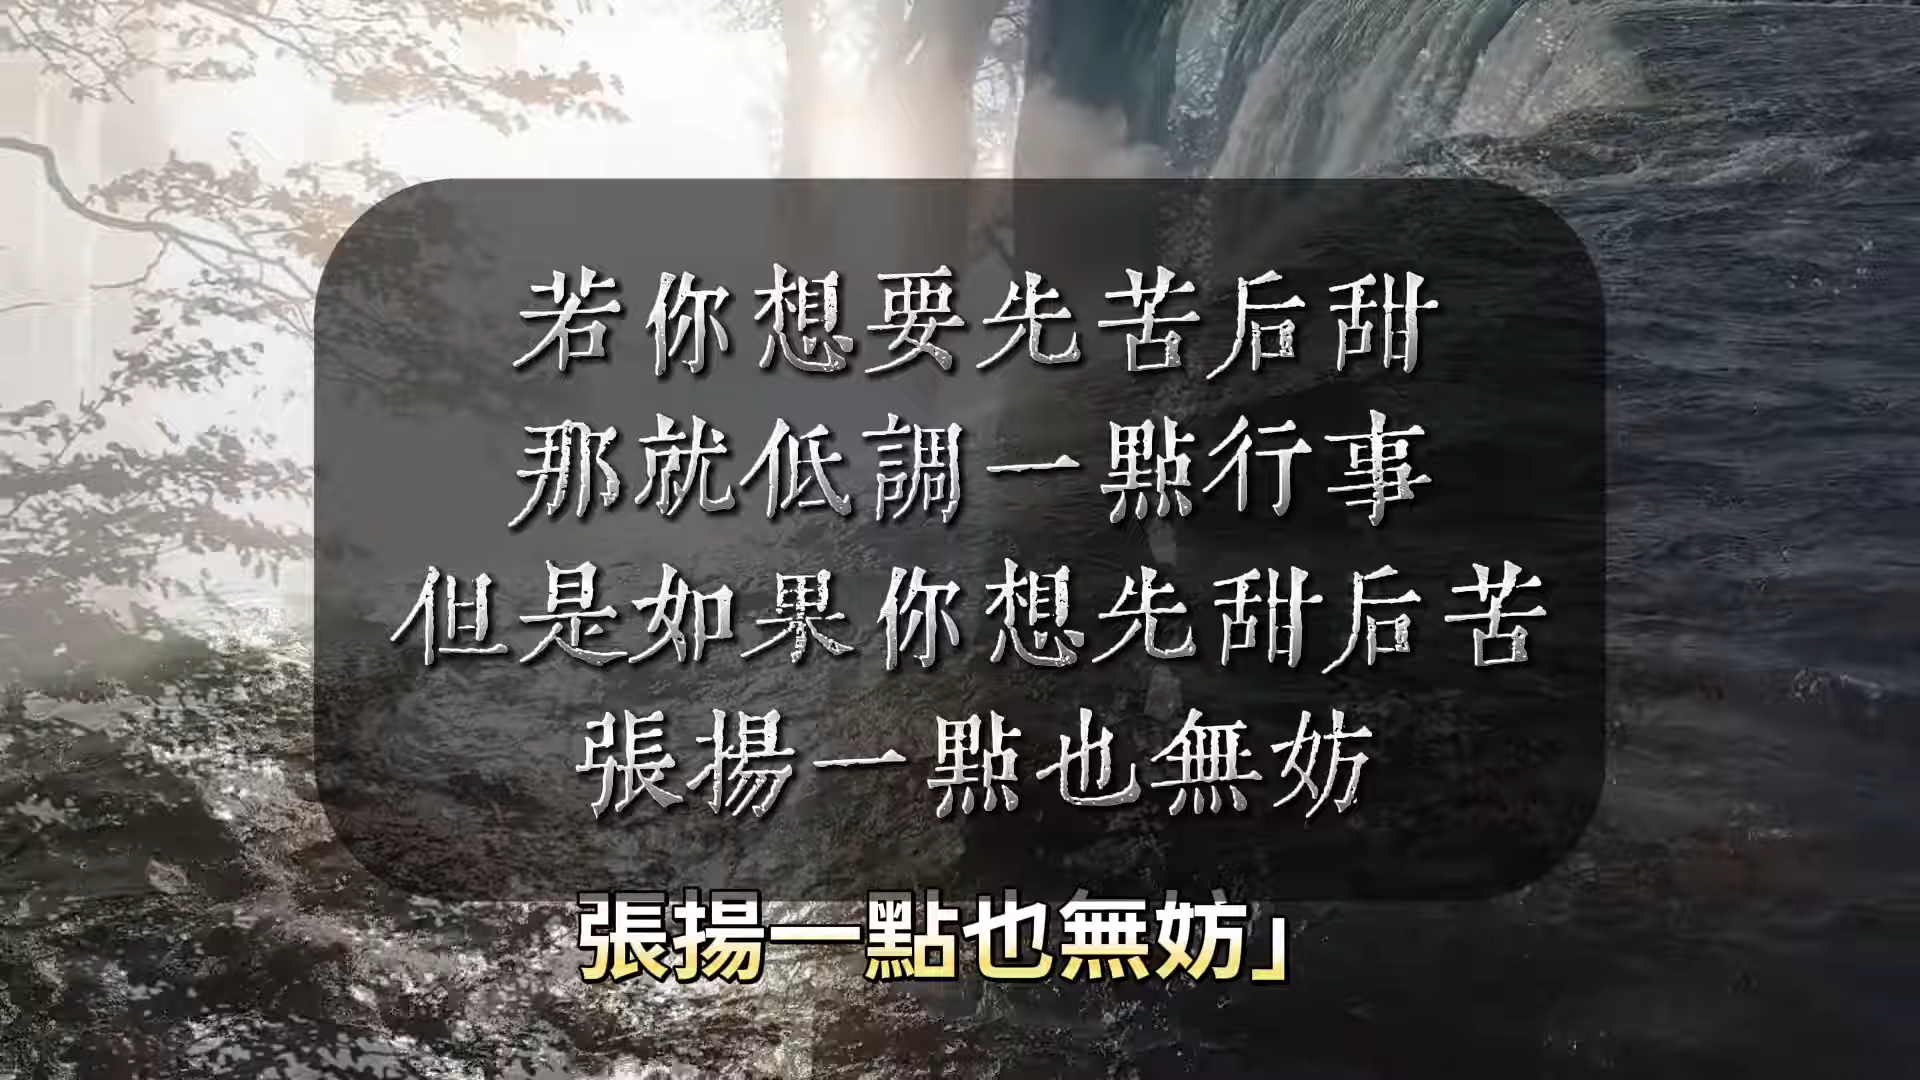 若你想要先苦后甜
那就低調一點行事
但是如果你想先甜后苦
張揚一點也無妨
張揚一點也無妨」